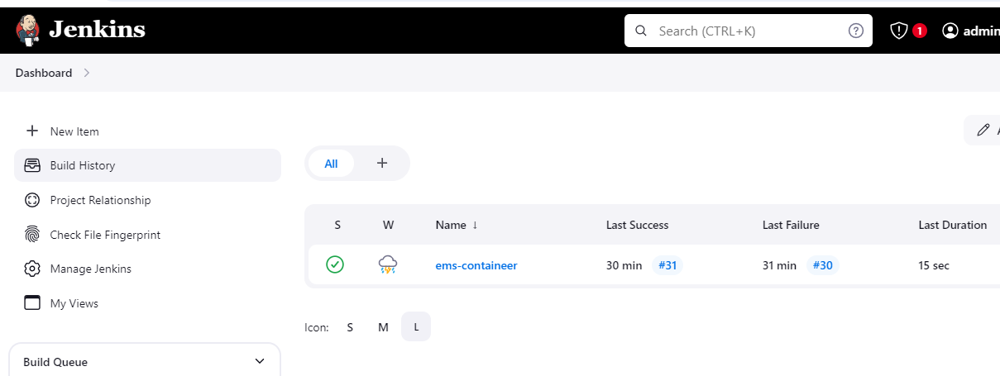 Jenkins
Search (CTRL+K)
1
admin
Dashboard
New Item
Build History
Project Relationship
Check File Fingerprint
Manage Jenkins
My Views
Build Queue
All
S W Name ↓ Last Success Last Failure Last Duration
ems-containeer 30 min #31 31 min #30 15 sec
Icon: S M L